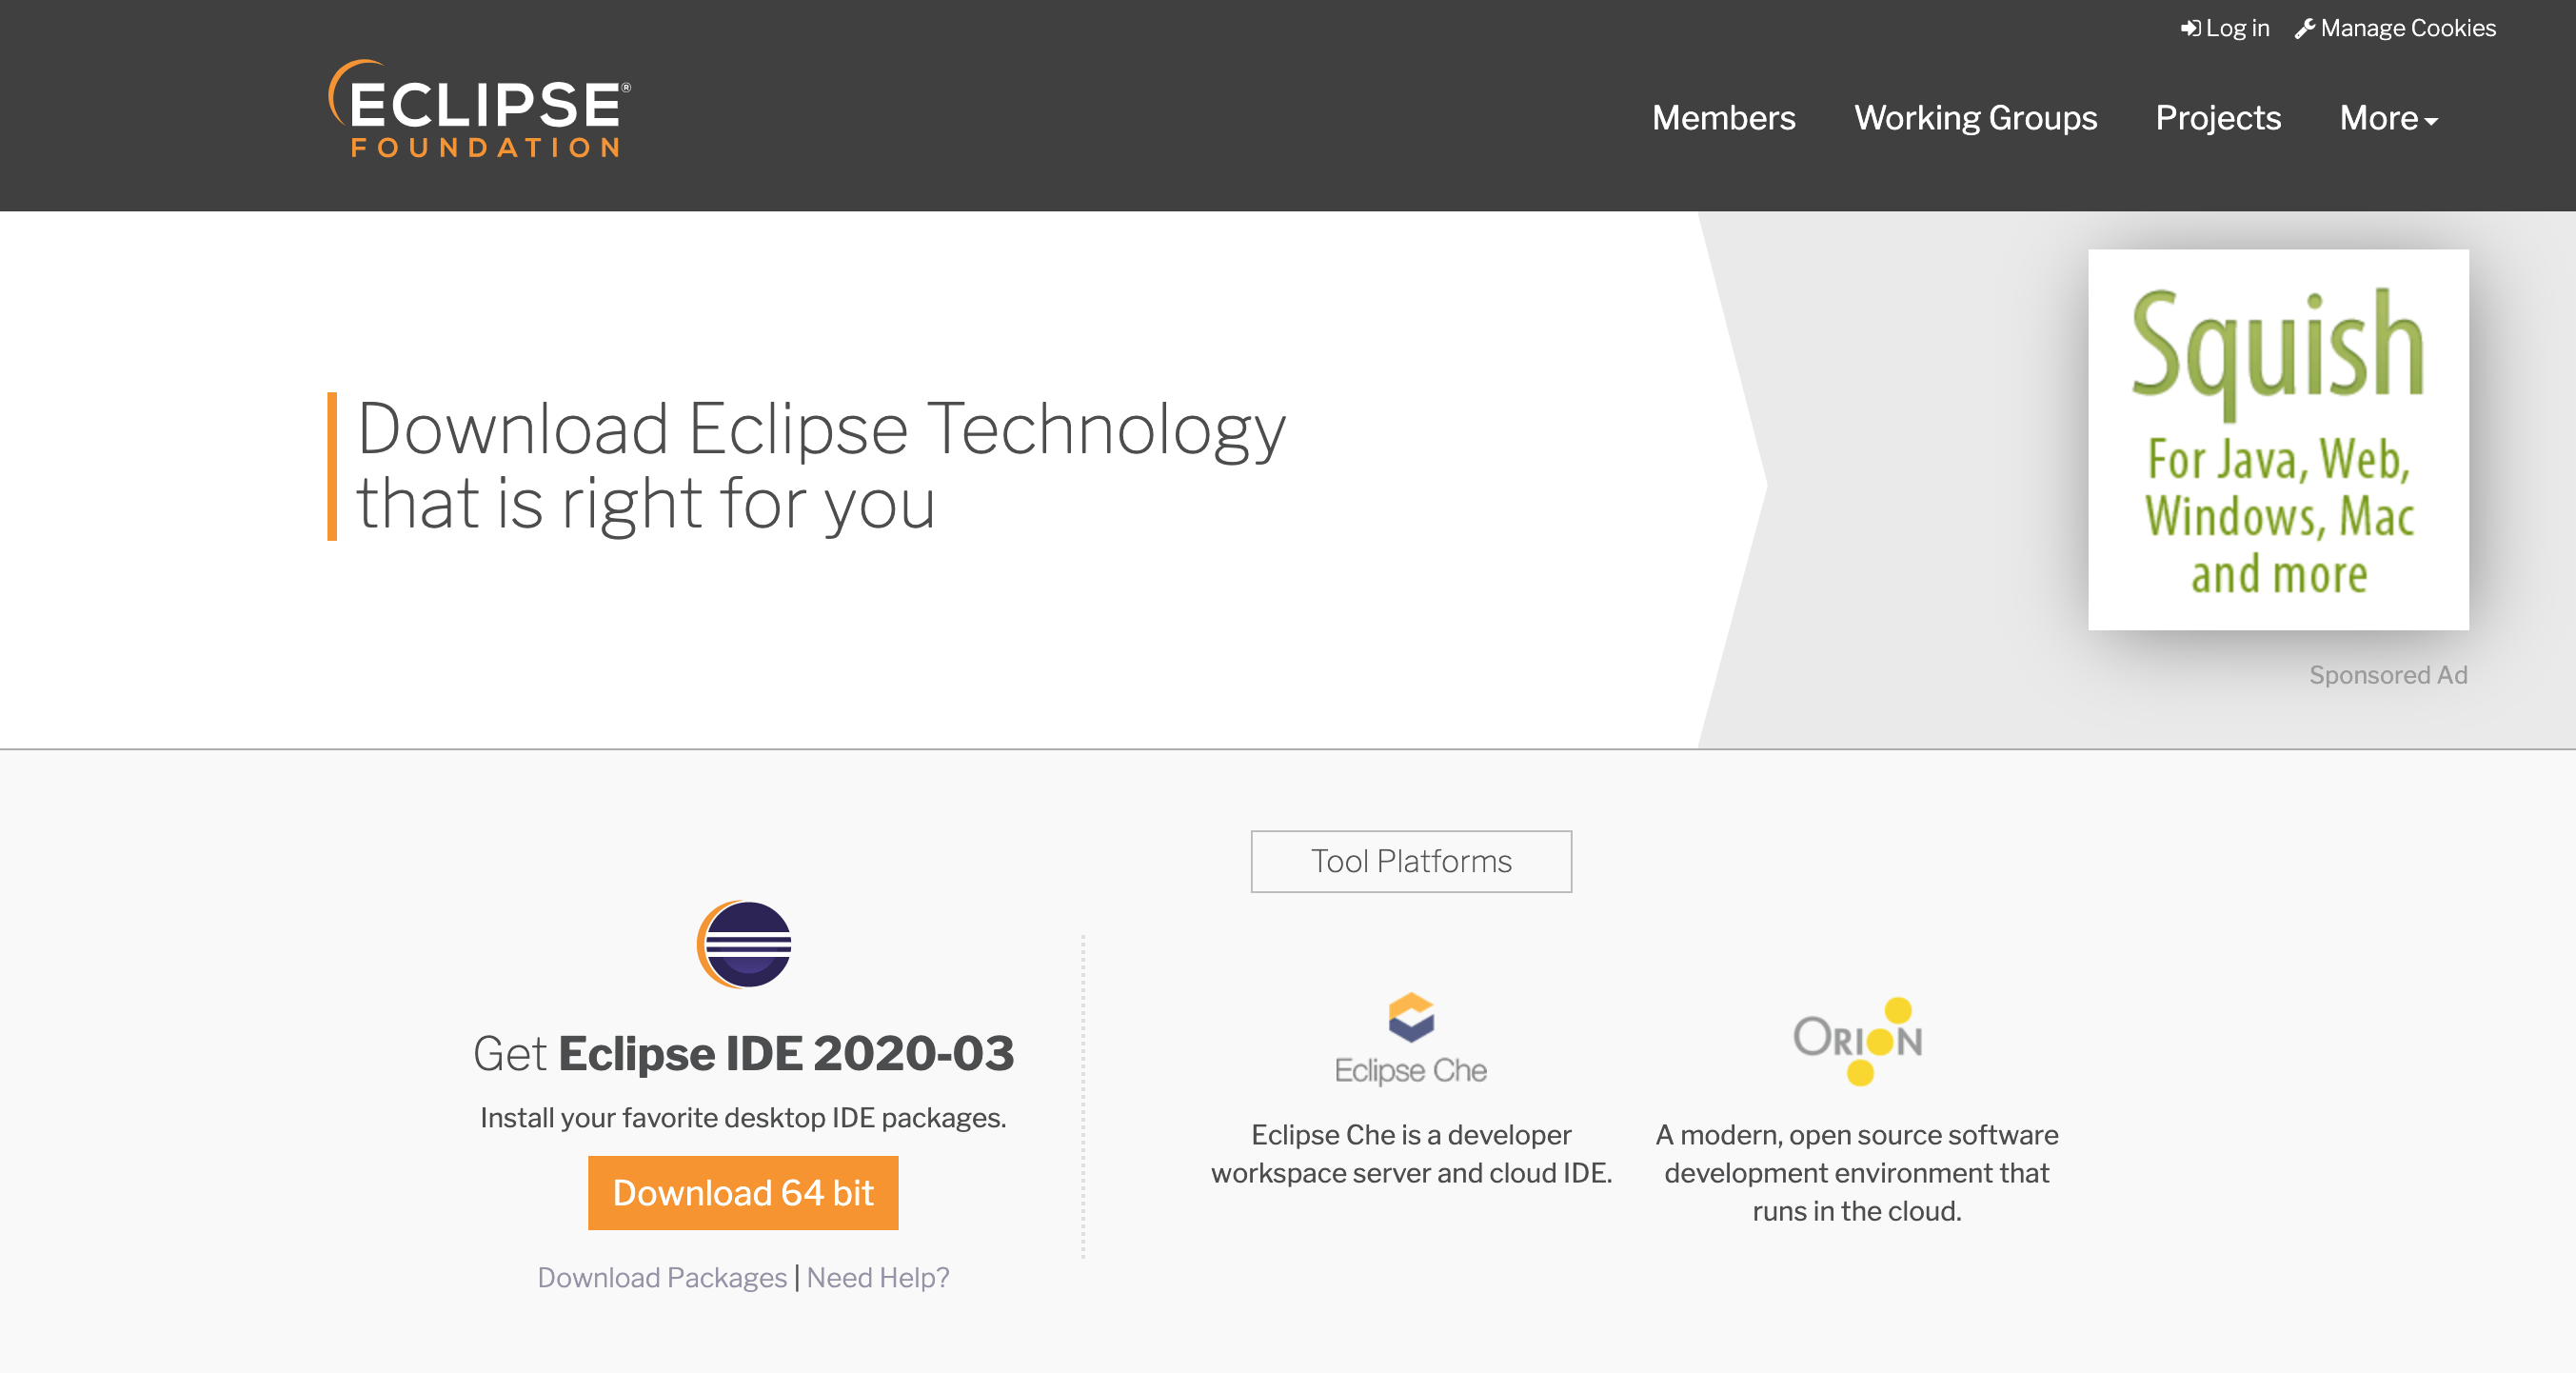 Log in Manage Cookies
ECLIPSE®
FOUNDATION
Members Working Groups Projects More
Download Eclipse Technology
that is right for you
Squish
For Java, Web,
Windows, Mac
and more
Sponsored Ad
Tool Platforms
Get Eclipse IDE 2020-03
Install your favorite desktop IDE packages.
Download 64 bit
Download Packages | Need Help?
Eclipse Che
Eclipse Che is a developer
workspace server and cloud IDE.
ORION
A modern, open source software
development environment that
runs in the cloud.